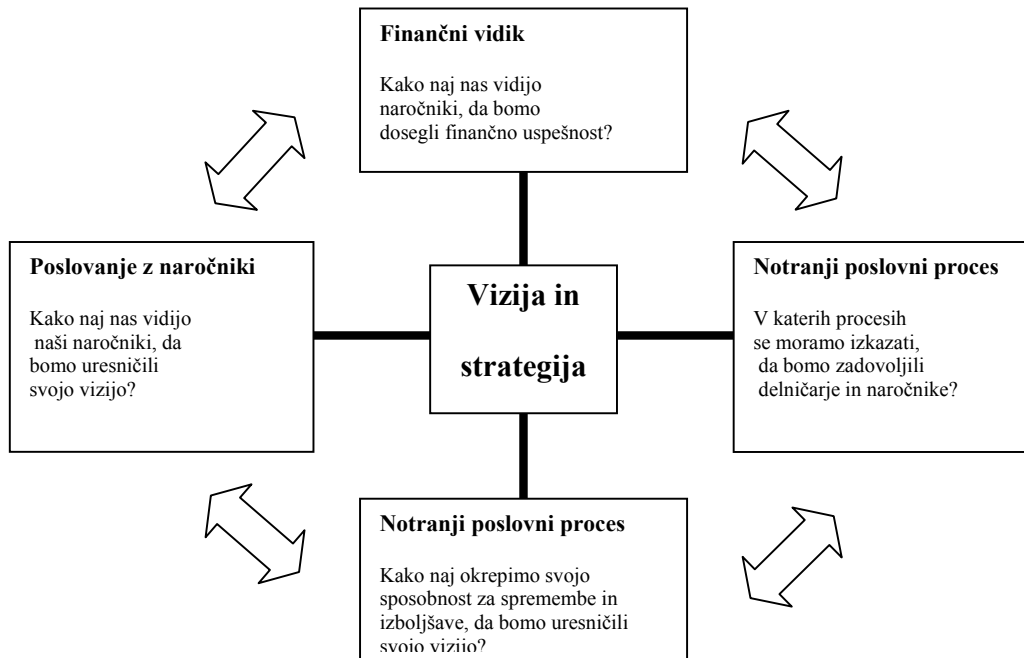 Finančni vidik
Kako naj nas vidijo
naročniki, da bomo
dosegli finančno uspešnost?
Poslovanje z naročniki
Kako naj nas vidijo
naši naročniki, da
bomo uresničili
svojo vizijo?
Vizija in
strategija
Notranji poslovni proces
V katerih procesih
se moramo izkazati,
da bomo zadovoljili
delničarje in naročnike?
Notranji poslovni proces
Kako naj okrepimo svojo
sposobnost za spremembe in
izboljšave, da bomo uresničili
svojo vizijo?